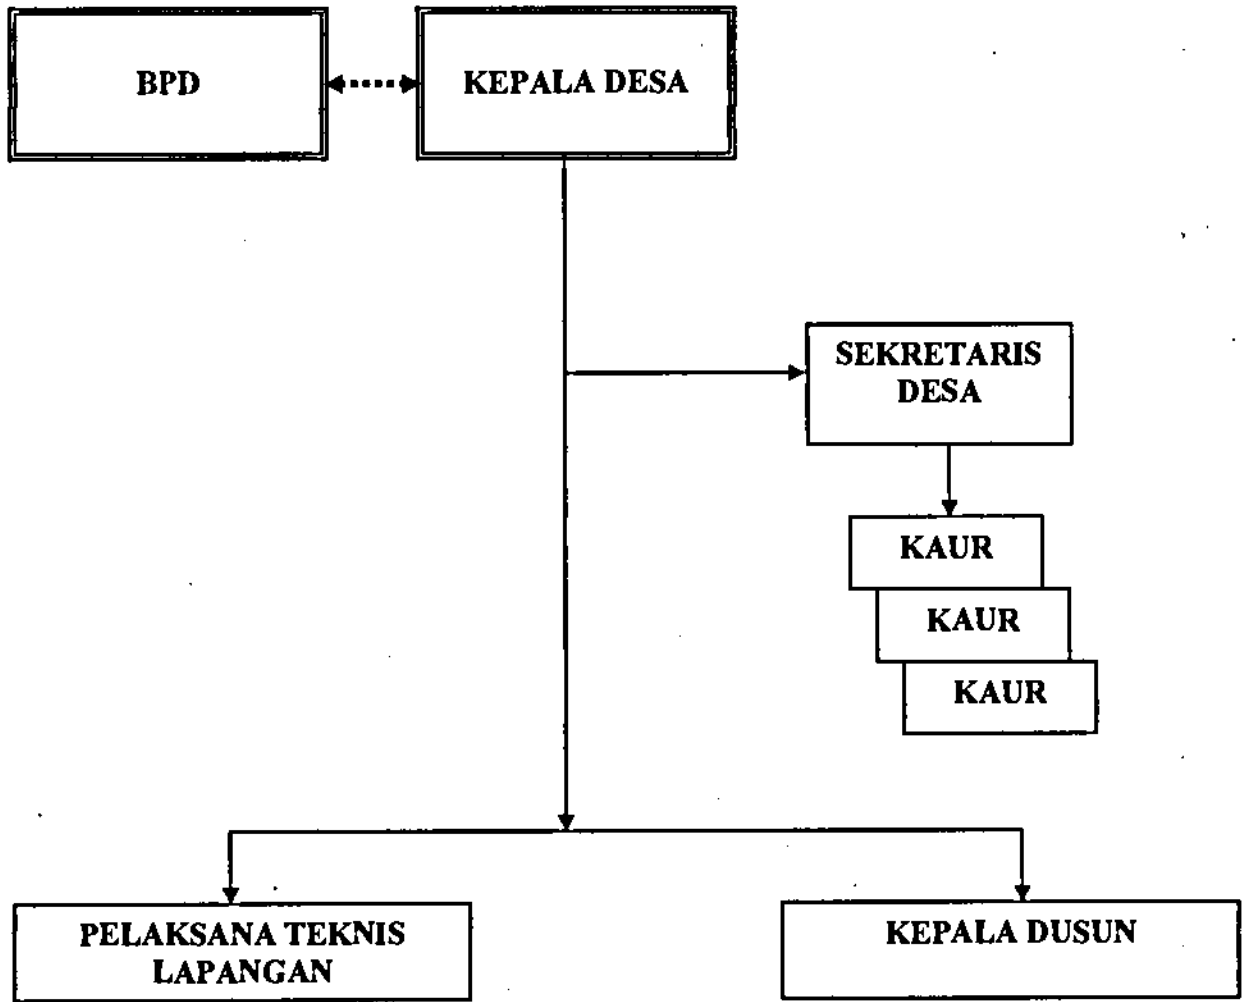 BPD
KEPALA DESA
SEKRETARIS
DESA
KAUR
KAUR
KAUR
PELAKSANA TEKNIS
LAPANGAN
KEPALA DUSUN